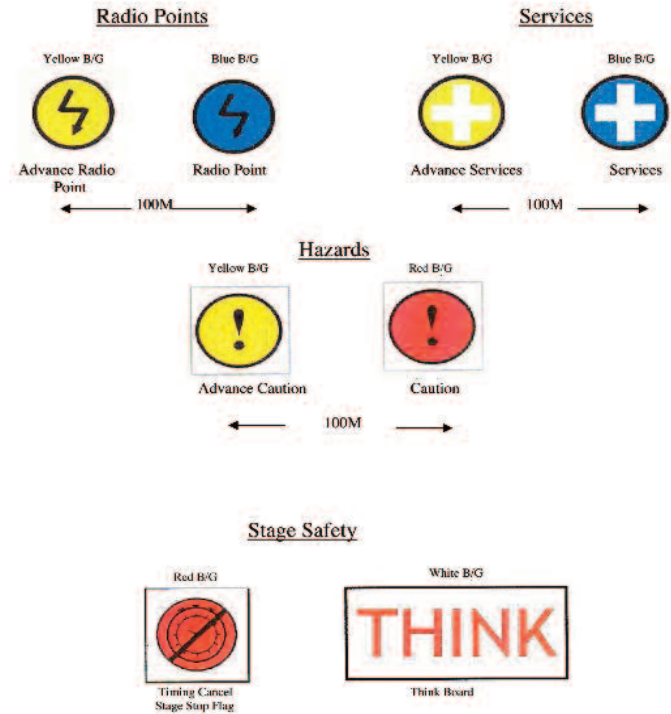 Radio Points
Services
Yellow B/G
Blue B/G
Yellow B/G
Blue B/G
Advance Radio
Point
Radio Point
Advance Services
Services
100M
100M
Hazards
Yellow B/G
Red B/G
!
!
Advance Caution
Caution
100M
Stage Safety
Red B/G
White B/G
THINK
Timing Cancel
Stage Stop Flag
Think Board